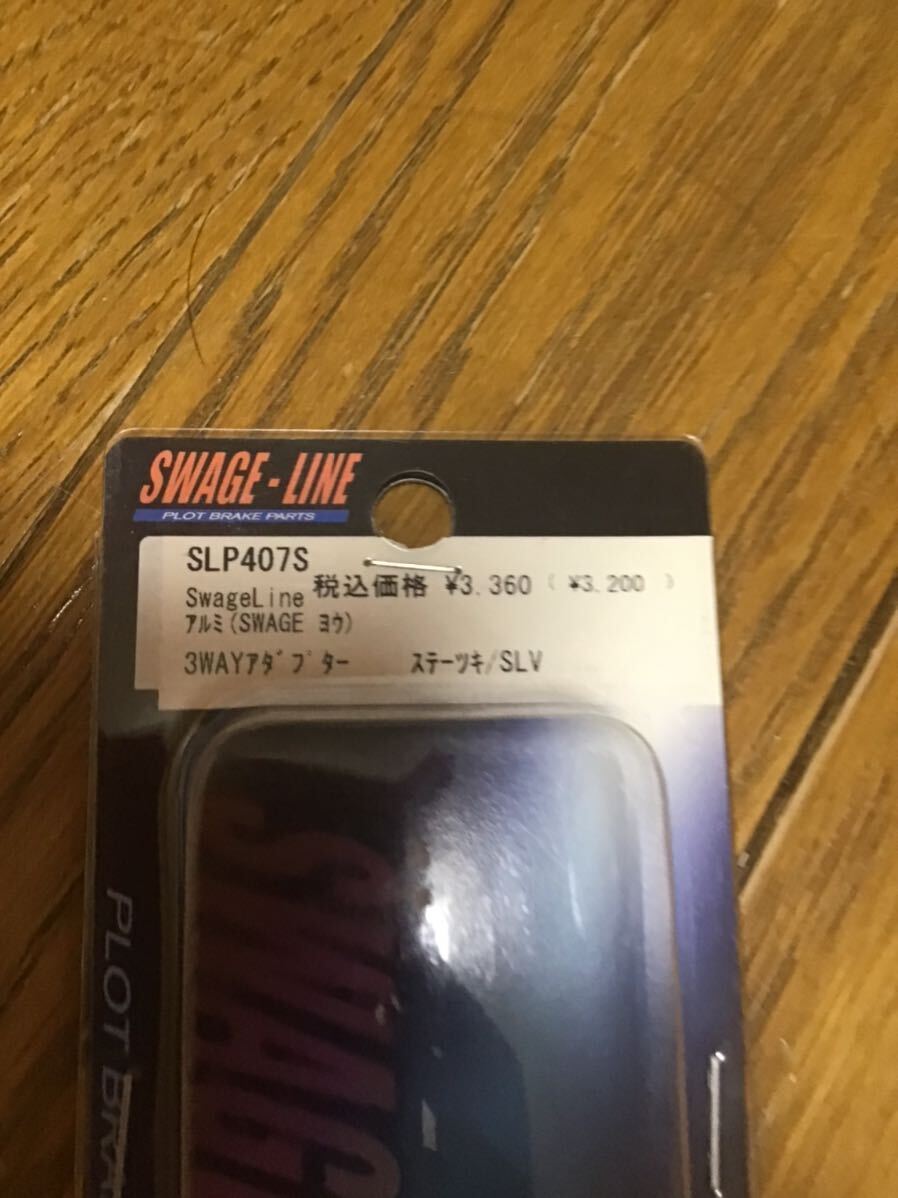 SWAGE-LINE
PLOT BRAKE PARTS
SLP407S
SwageLine 税込価格 ¥3,360 ( ¥3,200 )
ｱﾙﾐ(SWAGE ﾖｳ)
3WAYｱﾀﾞﾌﾟﾀｰ ｽﾃｰﾂｷ/SLV
PLOT BRA
SWAGE